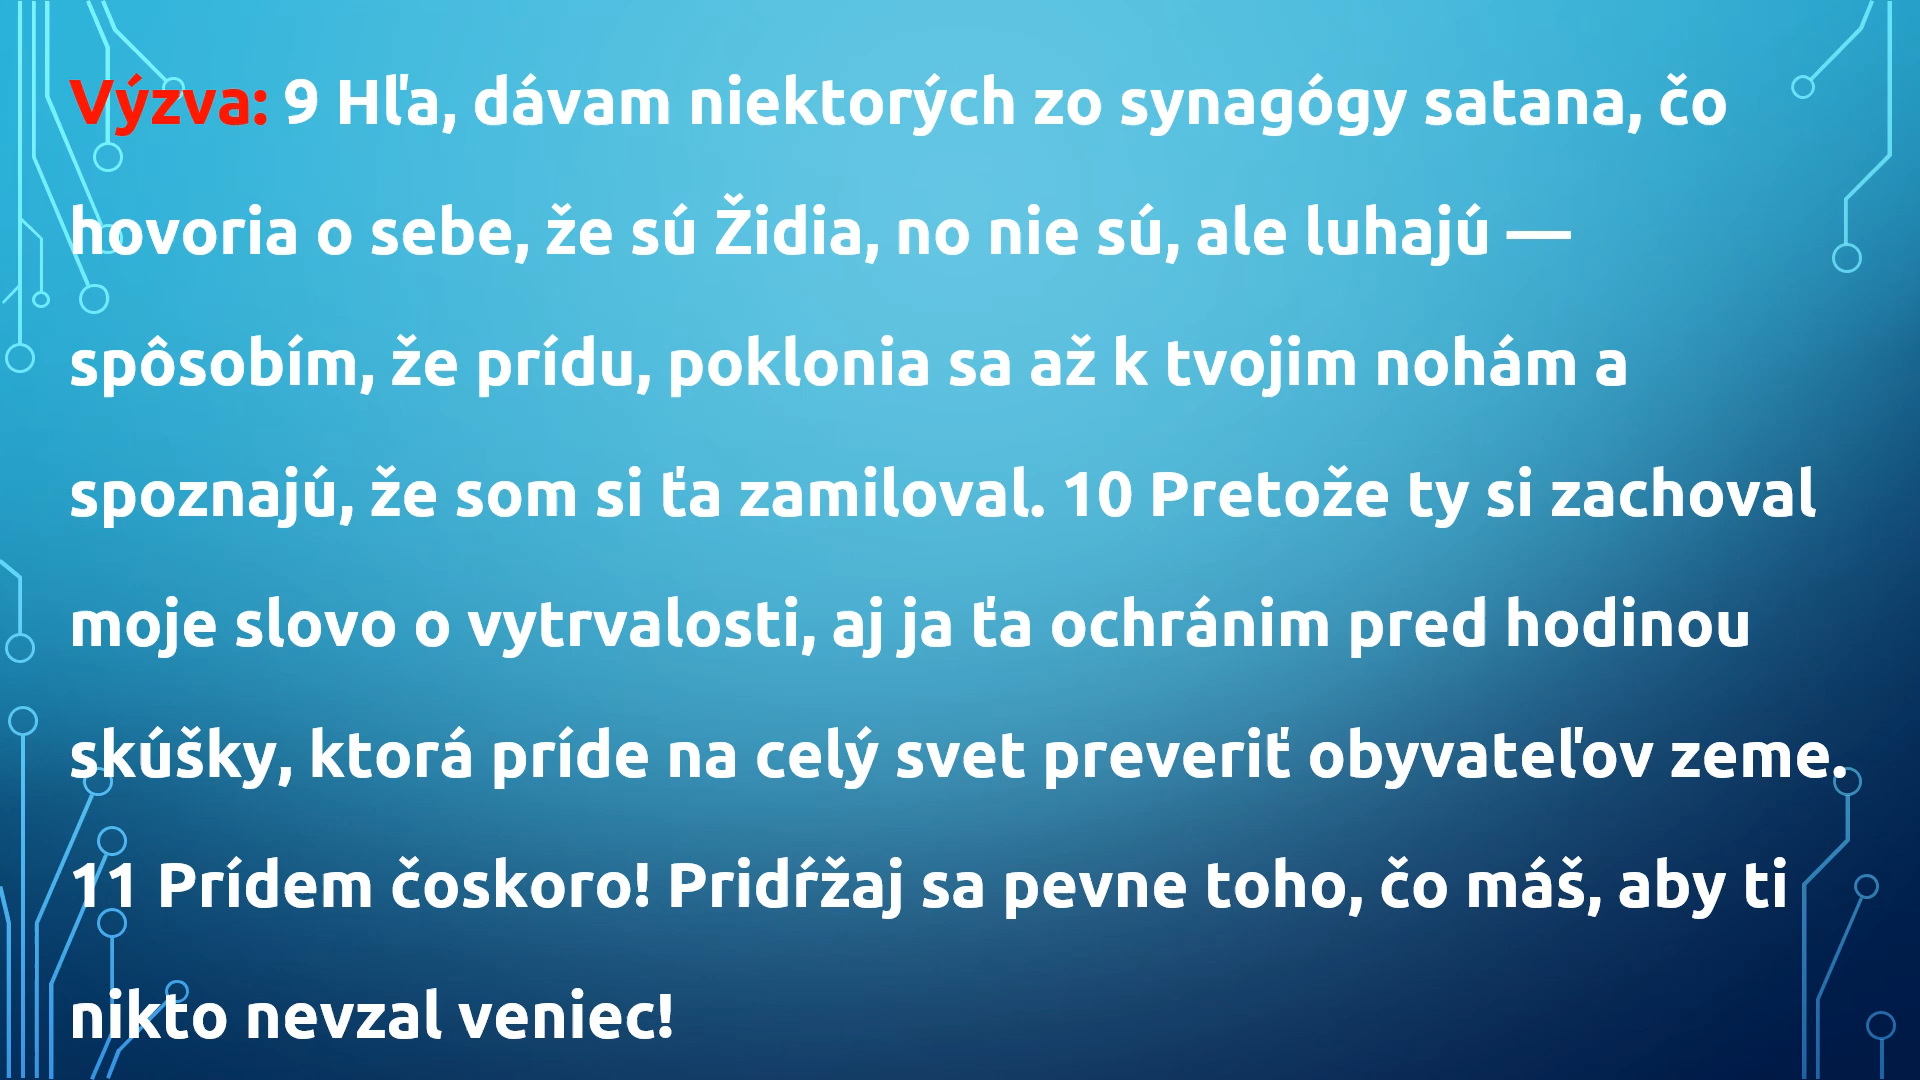 Výzva: 9 Hľa, dávam niektorých zo synagógy satana, čo
hovoria o sebe, že sú Židia, no nie sú, ale luhajú —
spôsobím, že prídu, poklonia sa až k tvojim nohám a
spoznajú, že som si ťa zamiloval. 10 Pretože ty si zachoval
moje slovo o vytrvalosti, aj ja ťa ochránim pred hodinou
skúšky, ktorá príde na celý svet preveriť obyvateľov zeme.
11 Prídem čoskoro! Pridŕžaj sa pevne toho, čo máš, aby ti
nikto nevzal veniec!